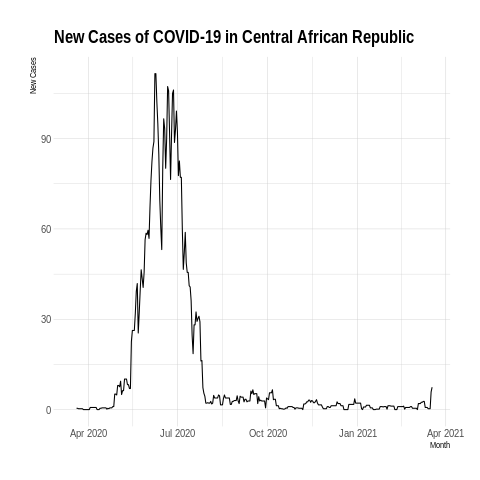 New Cases of COVID-19 in Central African Republic
New Cases
90
60
30
0
Apr 2020 Jul 2020 Oct 2020 Jan 2021 Apr 2021
Month